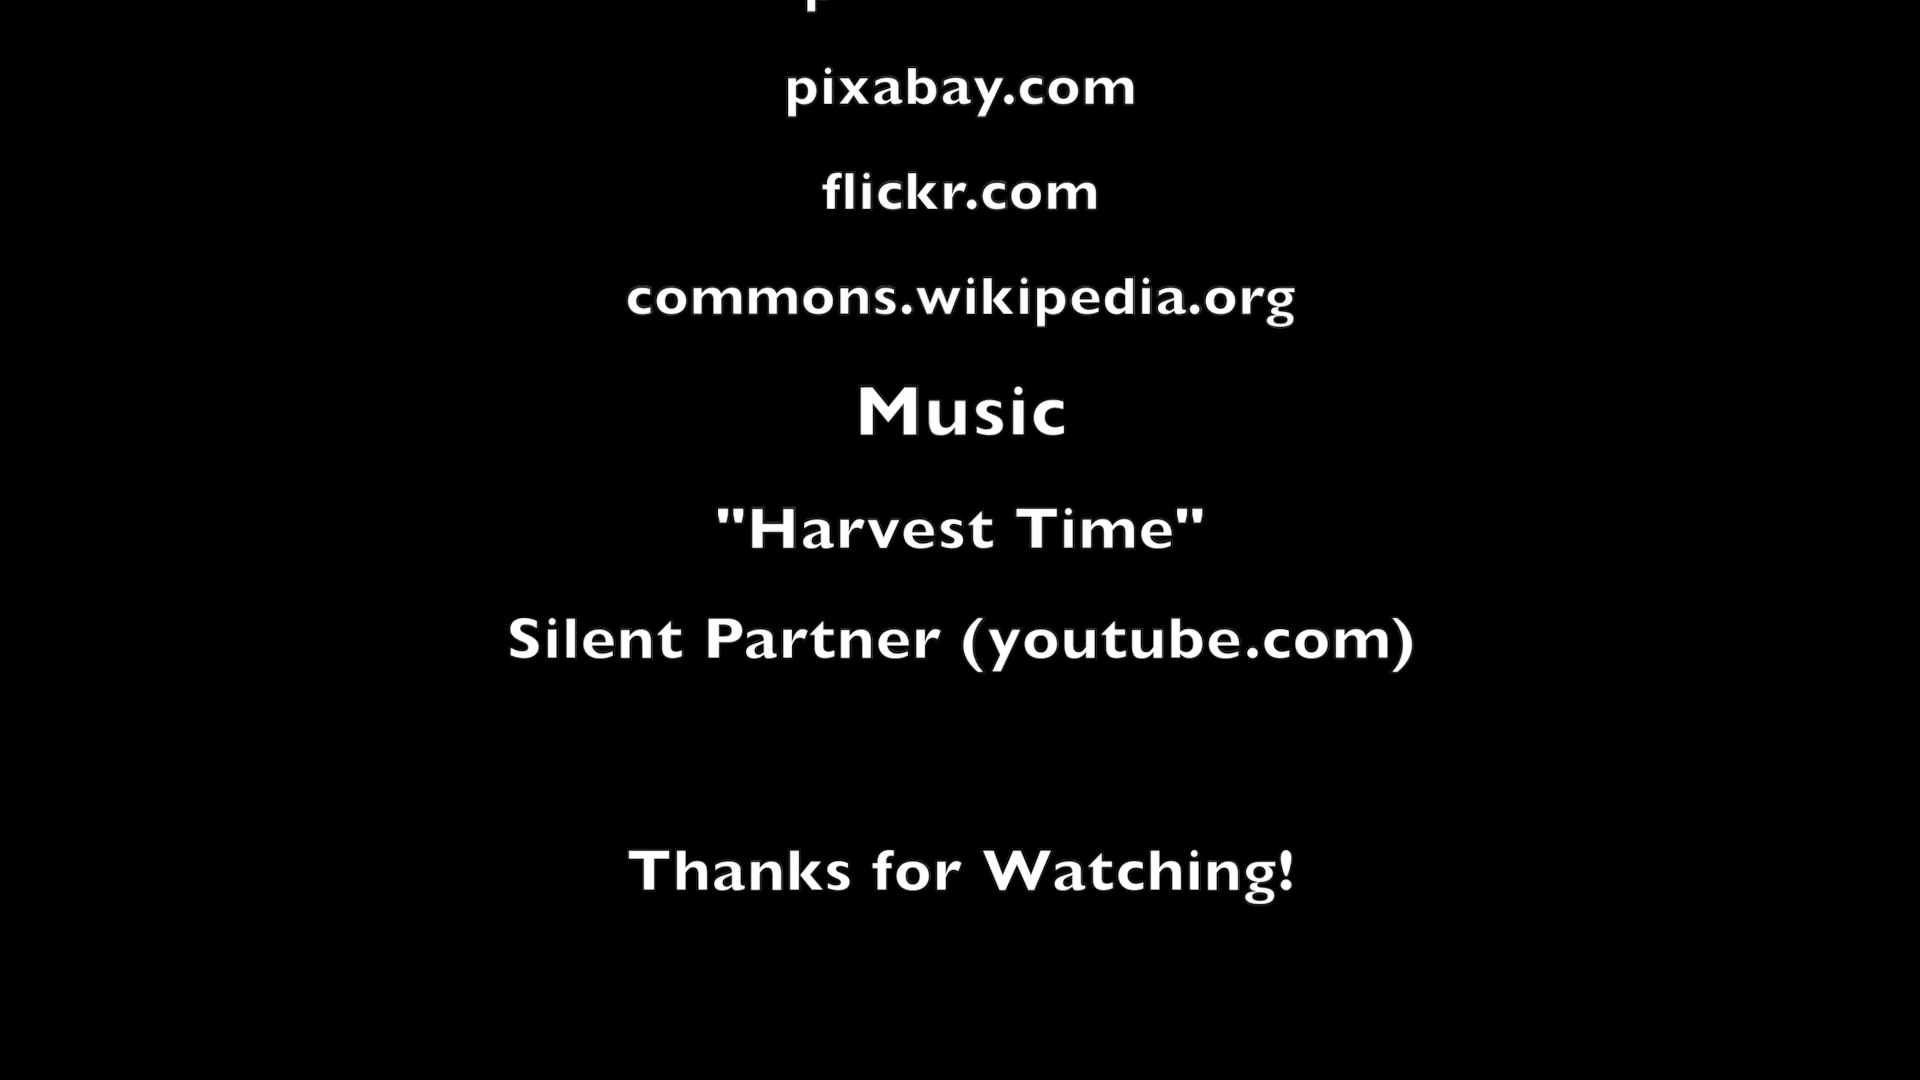 pixabay.com
flickr.com
commons.wikipedia.org
Music
"Harvest Time"
Silent Partner (youtube.com)
Thanks for Watching!